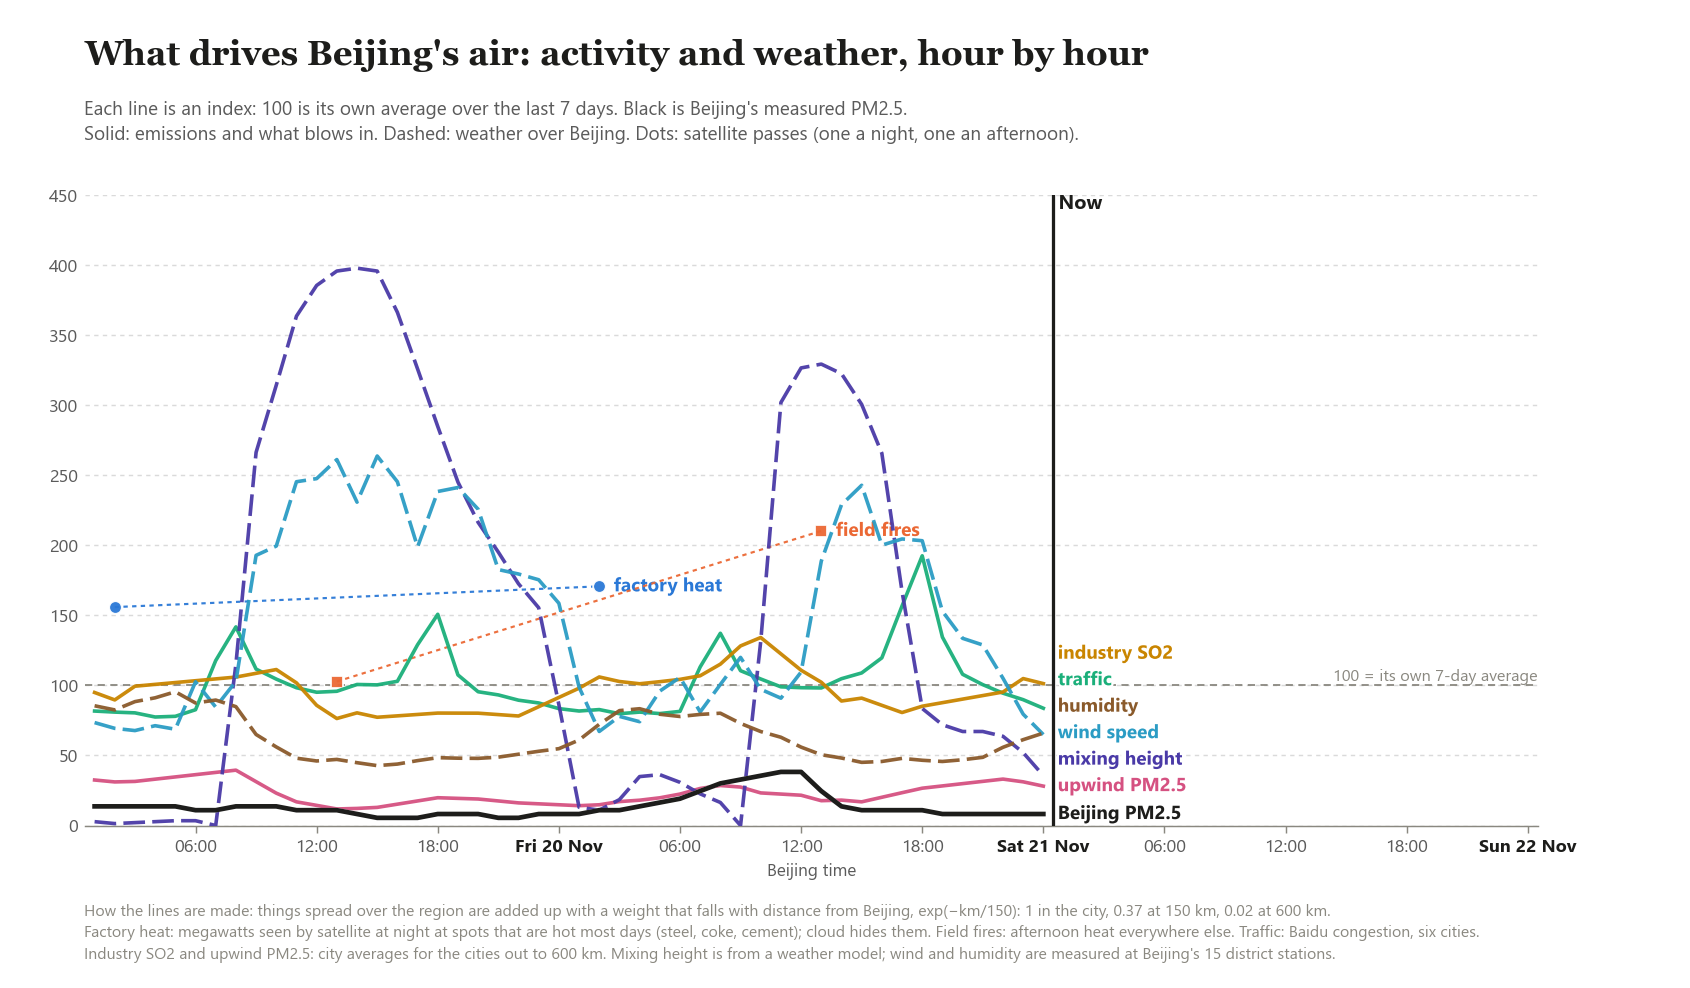 What drives Beijing's air: activity and weather, hour by hour
Each line is an index: 100 is its own average over the last 7 days. Black is Beijing's measured PM2.5.
Solid: emissions and what blows in. Dashed: weather over Beijing. Dots: satellite passes (one a night, one an afternoon).
450
Now
400
350
300
250
200
field fires
factory heat
150
industry SO2
100
traffic
100 = its own 7-day average
humidity
wind speed
50
mixing height
upwind PM2.5
Beijing PM2.5
0
06:00 12:00 18:00 Fri 20 Nov 06:00 12:00 18:00 Sat 21 Nov 06:00 12:00 18:00 Sun 22 Nov
Beijing time
How the lines are made: things spread over the region are added up with a weight that falls with distance from Beijing, exp(−km/150): 1 in the city, 0.37 at 150 km, 0.02 at 600 km.
Factory heat: megawatts seen by satellite at night at spots that are hot most days (steel, coke, cement); cloud hides them. Field fires: afternoon heat everywhere else. Traffic: Baidu congestion, six cities.
Industry SO2 and upwind PM2.5: city averages for the cities out to 600 km. Mixing height is from a weather model; wind and humidity are measured at Beijing's 15 district stations.